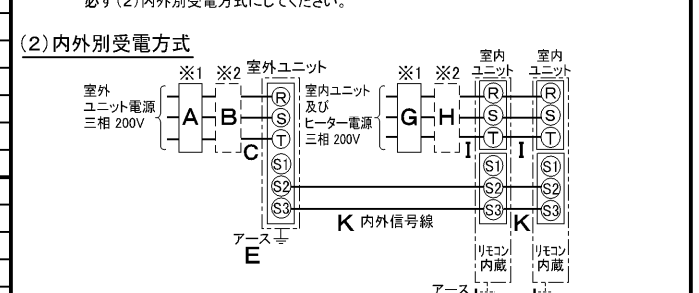 必ず(2)内外別受電方式にしてください。
(2)内外別受電方式
※1 ※2 室外ユニット
室外
ユニット電源
三相 200V
A B C
R
S
T
S1
S2
S3
アース
E
※1 ※2
室内ユニット
及び
ヒーター電源
三相 200V
G H I I
室内
ユニット
室内
ユニット
R
S
T
S1
S2
S3
R
S
T
S1
S2
S3
K 内外信号線
K
リモコン
内蔵
リモコン
内蔵
アース